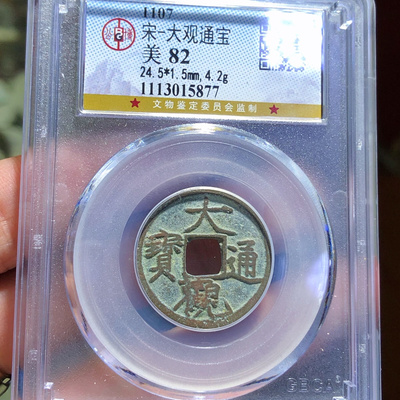 1107
宋-大观通宝
美 82
24.5*1.5mm,4.2g
1113015877
文物鉴定委员会监制
大觀通寶
GBCA